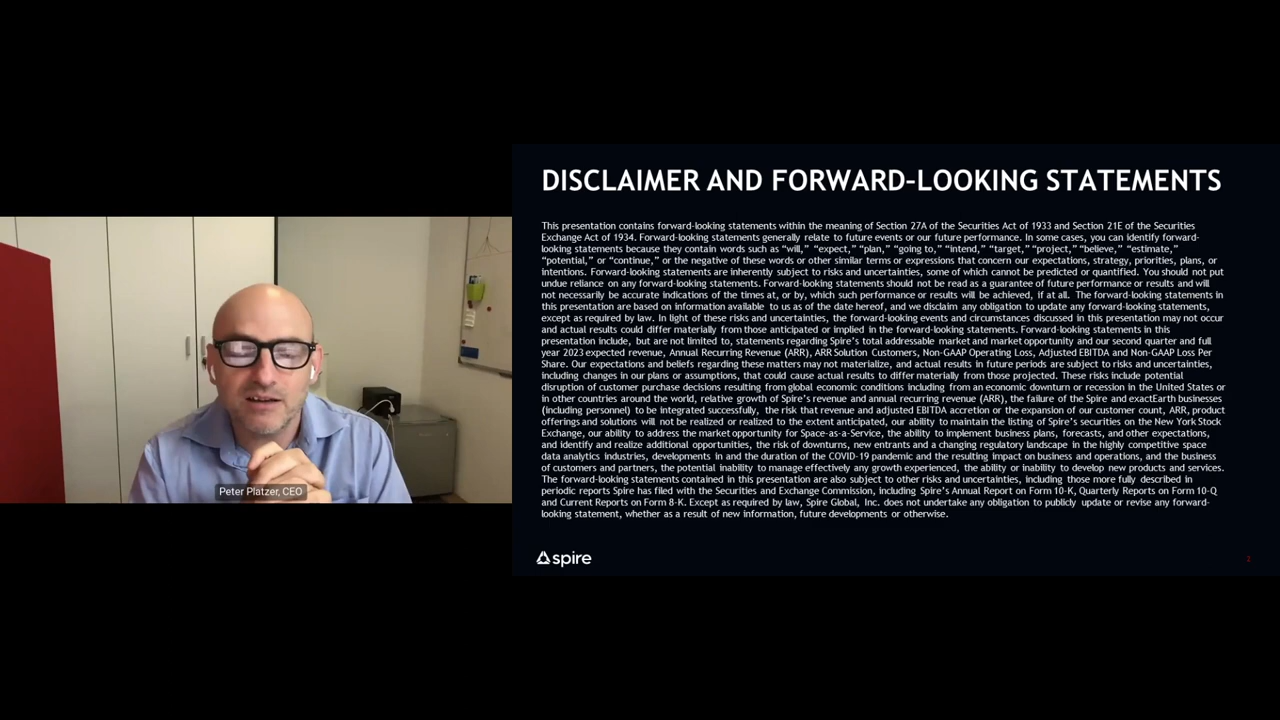 DISCLAIMER AND FORWARD-LOOKING STATEMENTS
This presentation contains forward-looking statements within the meaning of Section 27A of the Securities Act of 1933 and Section 21E of the Securities
Exchange Act of 1934. Forward-looking statements generally relate to future events or our future performance. In some cases, you can identify forward-
looking statements because they contain words such as “will,” “expect,” “plan,” “going to,” “intend,” “target,” “project,” “believe,” “estimate,”
“potential,” or “continue,” or the negative of these words or other similar terms or expressions that concern our expectations, strategy, priorities, plans, or
intentions. Forward-looking statements are inherently subject to risks and uncertainties, some of which cannot be predicted or quantified. You should not put
undue reliance on any forward-looking statements. Forward-looking statements should not be read as a guarantee of future performance or results and will
not necessarily be accurate indications of the times at, or by, which such performance or results will be achieved, if at all. The forward-looking statements in
this presentation are based on information available to us as of the date hereof, and we disclaim any obligation to update any forward-looking statements,
except as required by law. In light of these risks and uncertainties, the forward-looking events and circumstances discussed in this presentation may not occur
and actual results could differ materially from those anticipated or implied in the forward-looking statements. Forward-looking statements in this
presentation include, but are not limited to, statements regarding Spire’s total addressable market and market opportunity and our second quarter and full
year 2023 expected revenue, Annual Recurring Revenue (ARR), ARR Solution Customers, Non-GAAP Operating Loss, Adjusted EBITDA and Non-GAAP Loss Per
Share. Our expectations and beliefs regarding these matters may not materialize, and actual results in future periods are subject to risks and uncertainties,
including changes in our plans or assumptions, that could cause actual results to differ materially from those projected. These risks include potential
disruption of customer purchase decisions resulting from global economic conditions including from an economic downturn or recession in the United States or
in other countries around the world, relative growth of Spire’s revenue and annual recurring revenue (ARR), the failure of the Spire and exactEarth businesses
(including personnel) to be integrated successfully, the risk that revenue and adjusted EBITDA accretion or the expansion of our customer count, ARR, product
offerings and solutions will not be realized or realized to the extent anticipated, our ability to maintain the listing of Spire’s securities on the New York Stock
Exchange, our ability to address the market opportunity for Space-as-a-Service, the ability to implement business plans, forecasts, and other expectations,
and identify and realize additional opportunities, the risk of downturns, new entrants and a changing regulatory landscape in the highly competitive space
data analytics industries, developments in and the duration of the COVID-19 pandemic and the resulting impact on business and operations, and the business
of customers and partners, the potential inability to manage effectively any growth experienced, the ability or inability to develop new products and services.
The forward-looking statements contained in this presentation are also subject to other risks and uncertainties, including those more fully described in
periodic reports Spire has filed with the Securities and Exchange Commission, including Spire’s Annual Report on Form 10-K, Quarterly Reports on Form 10-Q
and Current Reports on Form 8-K. Except as required by law, Spire Global, Inc. does not undertake any obligation to publicly update or revise any forward-
looking statement, whether as a result of new information, future developments or otherwise.
Peter Platzer, CEO
spire
2